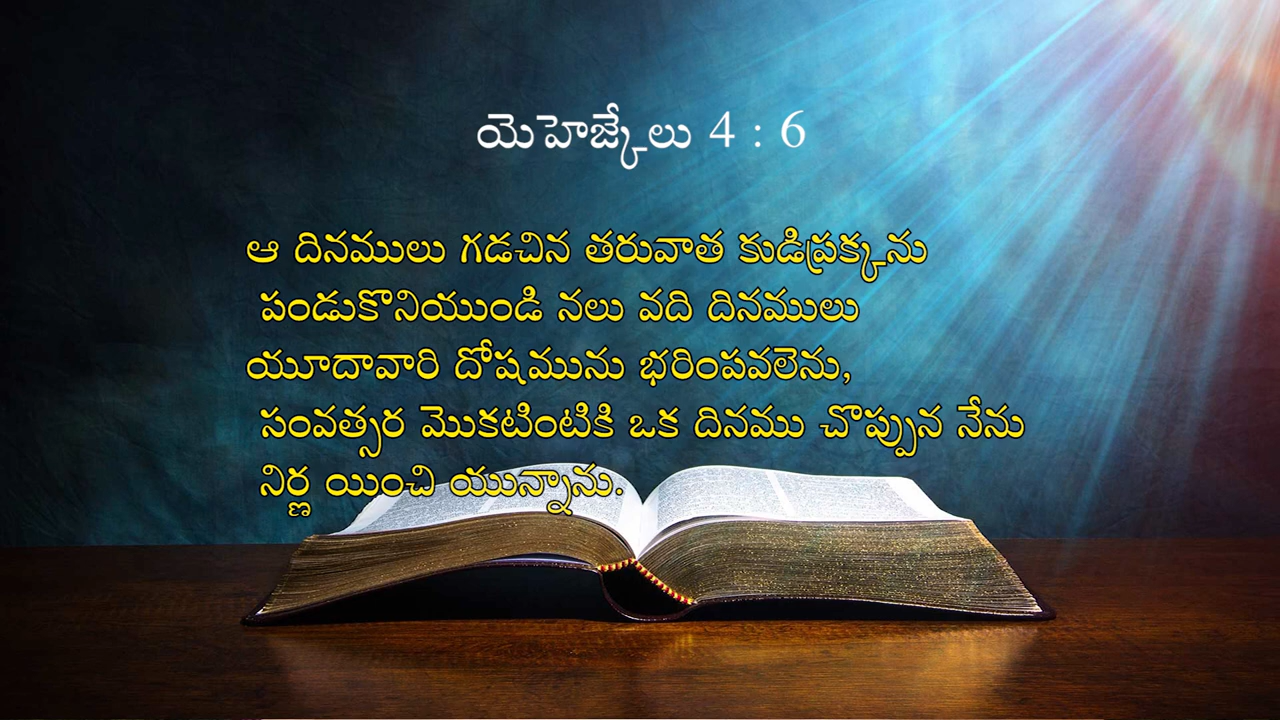 యెహెజ్కేలు 4 : 6
ఆ దినములు గడచిన తరువాత కుడిప్రక్కను
పండుకొనియుండి నలు వది దినములు
యూదావారి దోషమును భరింపవలెను,
సంవత్సర మొకటింటికి ఒక దినము చొప్పున నేను
నిర్ణ యించి యున్నాను.